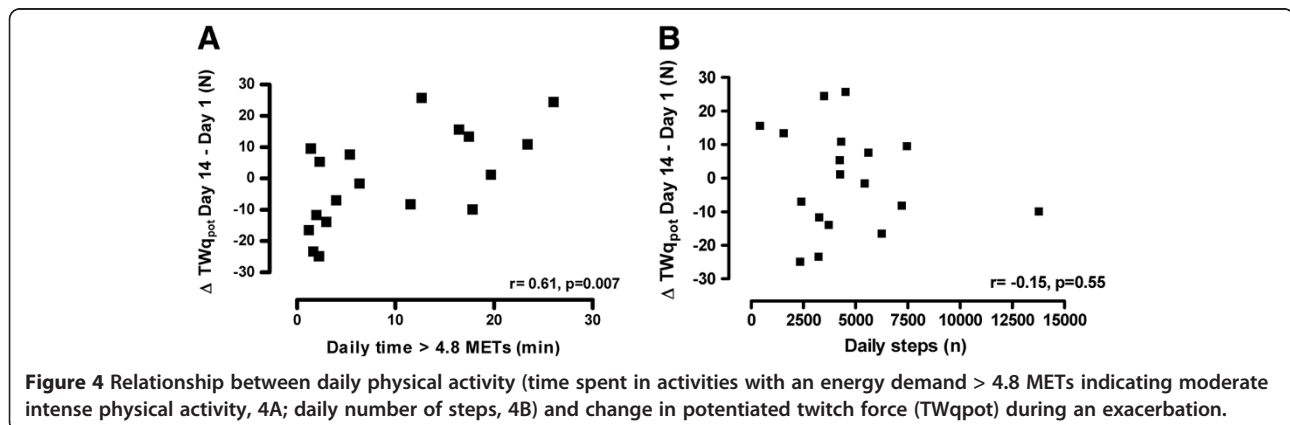 A
Δ TWqpot Day 14 - Day 1 (N)
30
20
10
0
-10
-20
-30
r= 0.61, p=0.007
0 10 20 30
Daily time > 4.8 METs (min)
B
Δ TWqpot Day 14 - Day 1 (N)
30
20
10
0
-10
-20
-30
r= -0.15, p=0.55
0 2500 5000 7500 10000 12500 15000
Daily steps (n)
Figure 4 Relationship between daily physical activity (time spent in activities with an energy demand > 4.8 METs indicating moderate
intense physical activity, 4A; daily number of steps, 4B) and change in potentiated twitch force (TWqpot) during an exacerbation.